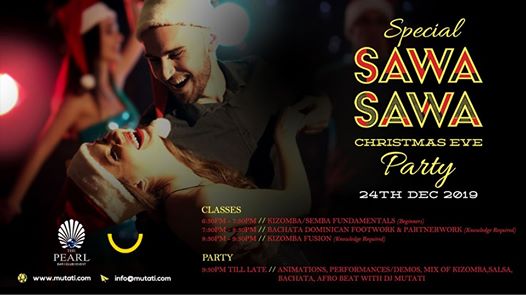 Special
SAWA
SAWA
CHRISTMAS EVE
Party
24TH DEC 2019
CLASSES
6:30PM - 7:30PM // KIZOMBA/SEMBA FUNDAMENTALS (Beginners)
7:30PM - 8:30PM // BACHATA DOMINICAN FOOTWORK & PARTNERWORK (Knowledge Required)
8:30PM - 9:30PM // KIZOMBA FUSION (Knowledge Required)
PARTY
9:30PM TILL LATE // ANIMATIONS, PERFORMANCES/DEMOS, MIX OF KIZOMBA,SALSA,
BACHATA, AFRO BEAT WITH DJ MUTATI
THE
PEARL
www.mutati.com
info@mutati.com